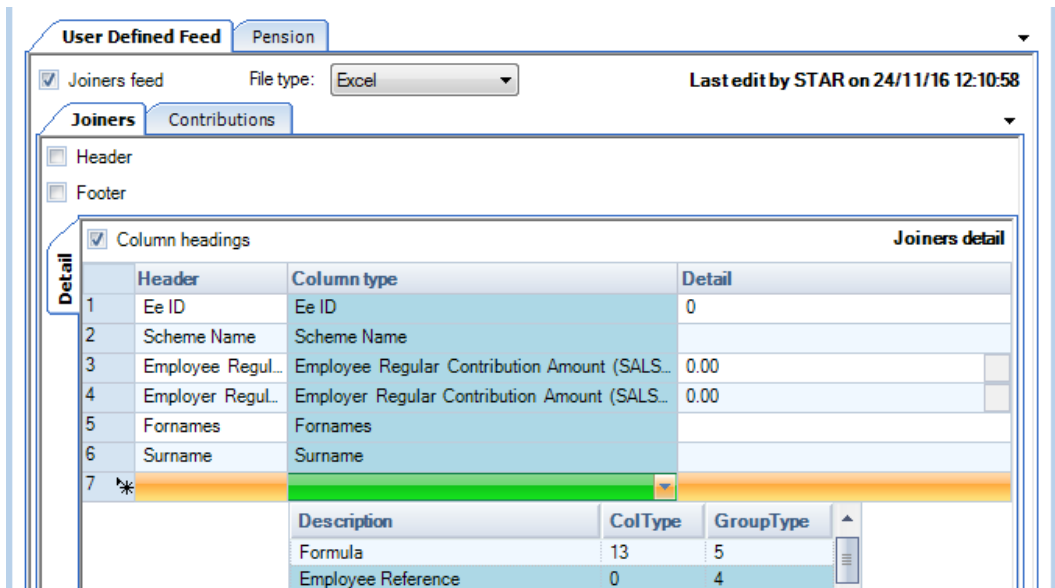 User Defined Feed Pension
Joiners feed File type: Excel Last edit by STAR on 24/11/16 12:10:58
Joiners Contributions
Header
Footer
Detail
Column headings Joiners detail
Header Column type Detail
1 Ee ID Ee ID 0
2 Scheme Name Scheme Name
3 Employee Regul... Employee Regular Contribution Amount (SALS... 0.00
4 Employer Regul... Employer Regular Contribution Amount (SALS... 0.00
5 Fornames Fornames
6 Surname Surname
7
Description ColType GroupType
Formula 13 5
Employee Reference 0 4